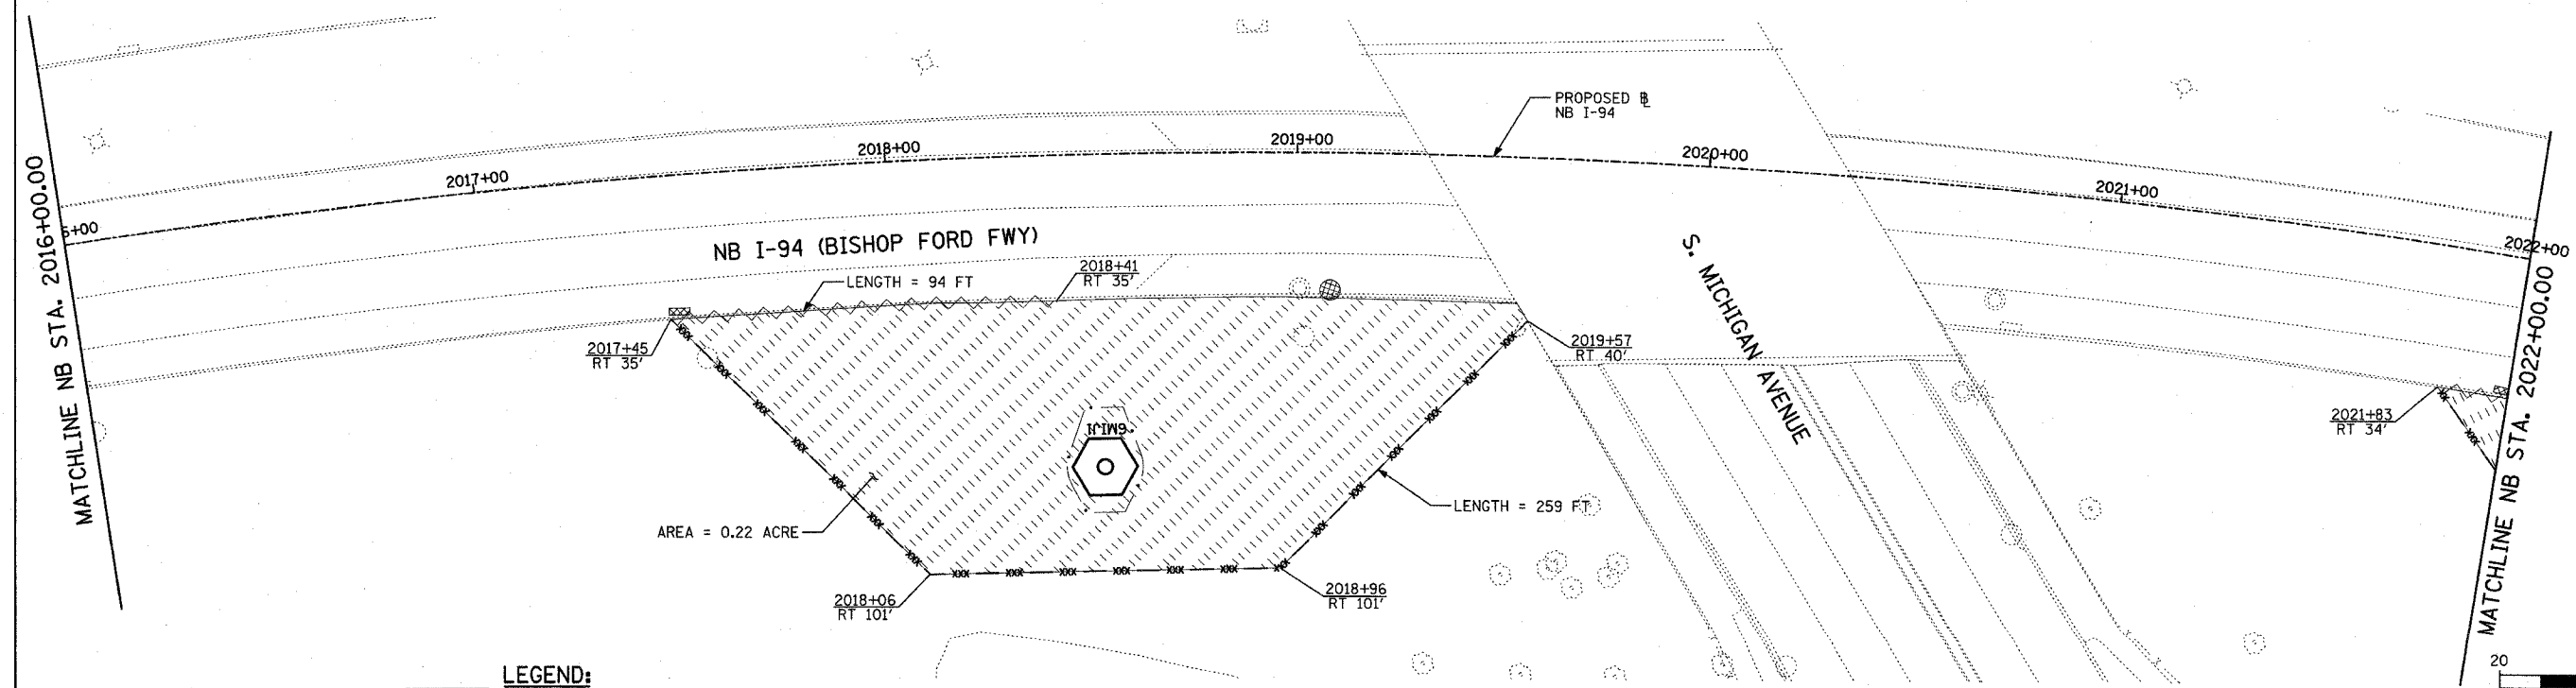 PROPOSED ℄
NB I-94
2017+00
2018+00
2019+00
2020+00
2021+00
2022+00
6+00
MATCHLINE NB STA. 2016+00.00
NB I-94 (BISHOP FORD FWY)
LENGTH = 94 FT
2018+41
RT 35'
S. MICHIGAN AVENUE
2017+45
RT 35'
2019+57
RT 40'
2021+83
RT 34'
6MIJ1
AREA = 0.22 ACRE
LENGTH = 259 FT
2018+06
RT 101'
2018+96
RT 101'
MATCHLINE NB STA. 2022+00.00
LEGEND:
20